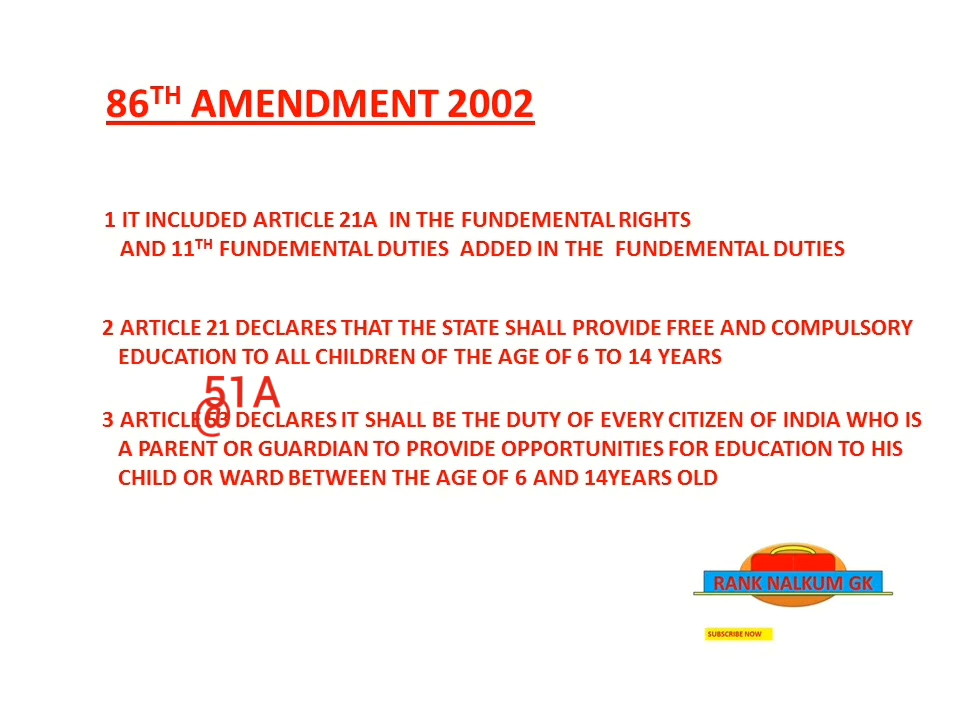 86TH AMENDMENT 2002
1 IT INCLUDED ARTICLE 21A IN THE FUNDEMENTAL RIGHTS
AND 11TH FUNDEMENTAL DUTIES ADDED IN THE FUNDEMENTAL DUTIES
2 ARTICLE 21 DECLARES THAT THE STATE SHALL PROVIDE FREE AND COMPULSORY
EDUCATION TO ALL CHILDREN OF THE AGE OF 6 TO 14 YEARS
51A
@
3 ARTICLE DECLARES IT SHALL BE THE DUTY OF EVERY CITIZEN OF INDIA WHO IS
A PARENT OR GUARDIAN TO PROVIDE OPPORTUNITIES FOR EDUCATION TO HIS
CHILD OR WARD BETWEEN THE AGE OF 6 AND 14YEARS OLD
RANK NALKUM GK
SUBSCRIBE NOW